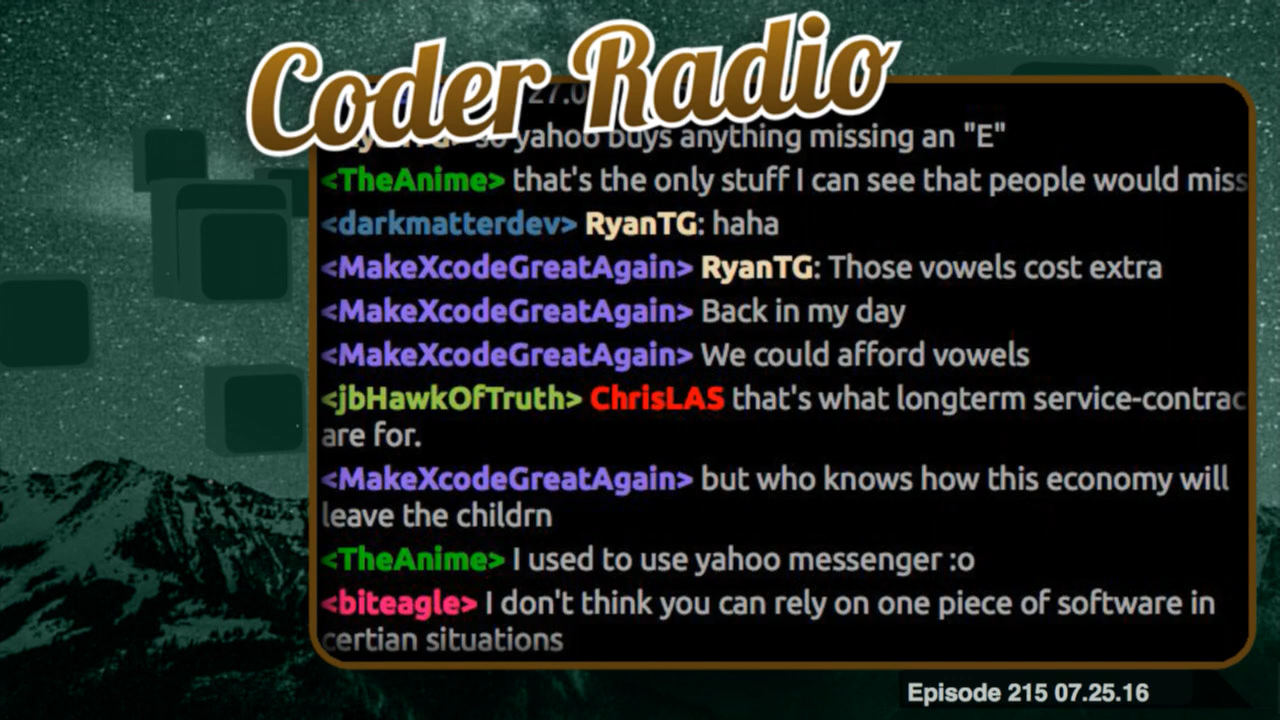 Coder Radio
27.0
so yahoo buys anything missing an "E"
<TheAnime> that's the only stuff I can see that people would miss
<darkmatterdev> RyanTG: haha
<MakeXcodeGreatAgain> RyanTG: Those vowels cost extra
<MakeXcodeGreatAgain> Back in my day
<MakeXcodeGreatAgain> We could afford vowels
<jbHawkOfTruth> ChrisLAS that's what longterm service-contrac
are for.
<MakeXcodeGreatAgain> but who knows how this economy will
leave the childrn
<TheAnime> I used to use yahoo messenger :o
<biteagle> I don't think you can rely on one piece of software in
certian situations
Episode 215 07.25.16